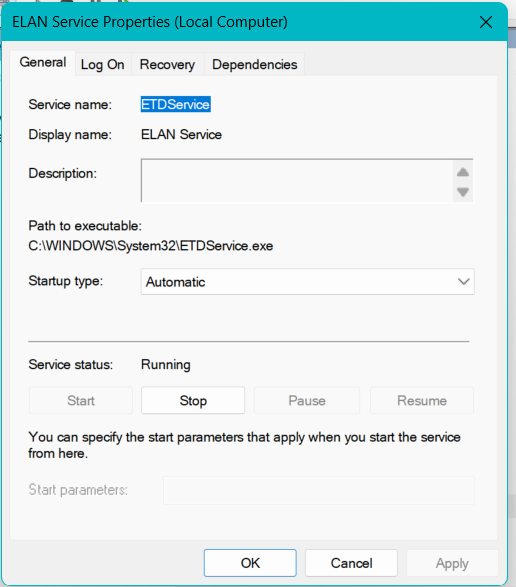 ELAN Service Properties (Local Computer)
General Log On Recovery Dependencies
Service name: ETDService
Display name: ELAN Service
Description:
Path to executable:
C:\WINDOWS\System32\ETDService.exe
Startup type: Automatic
Service status: Running
Start Stop Pause Resume
You can specify the start parameters that apply when you start the service
from here.
Start parameters:
OK Cancel Apply